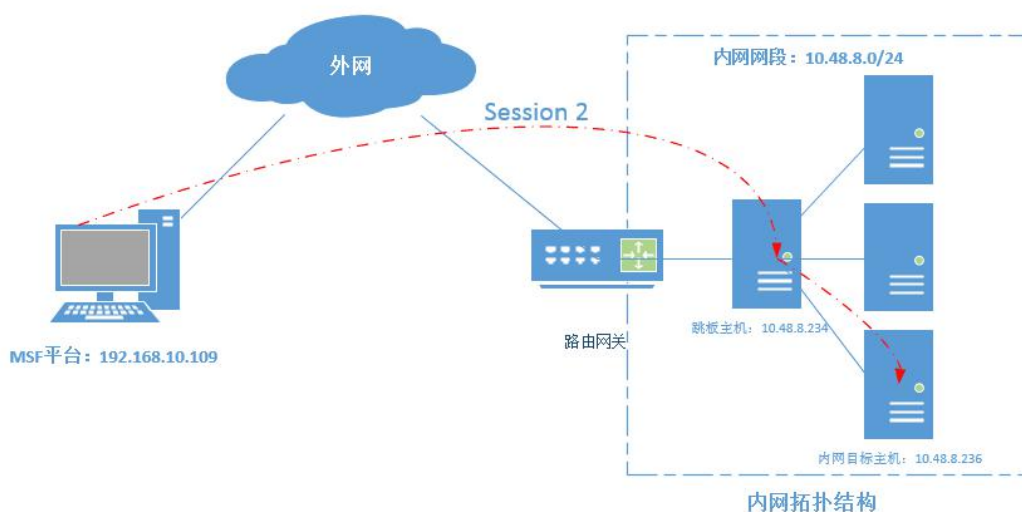 外网
内网网段：10.48.8.0/24
Session 2
MSF平台：192.168.10.109
路由网关
跳板主机：10.48.8.234
内网目标主机：10.48.8.236
内网拓扑结构